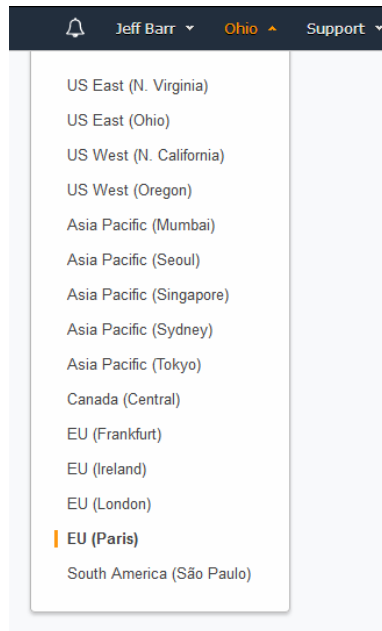 Jeff Barr Ohio Support
US East (N. Virginia)
US East (Ohio)
US West (N. California)
US West (Oregon)
Asia Pacific (Mumbai)
Asia Pacific (Seoul)
Asia Pacific (Singapore)
Asia Pacific (Sydney)
Asia Pacific (Tokyo)
Canada (Central)
EU (Frankfurt)
EU (Ireland)
EU (London)
EU (Paris)
South America (São Paulo)